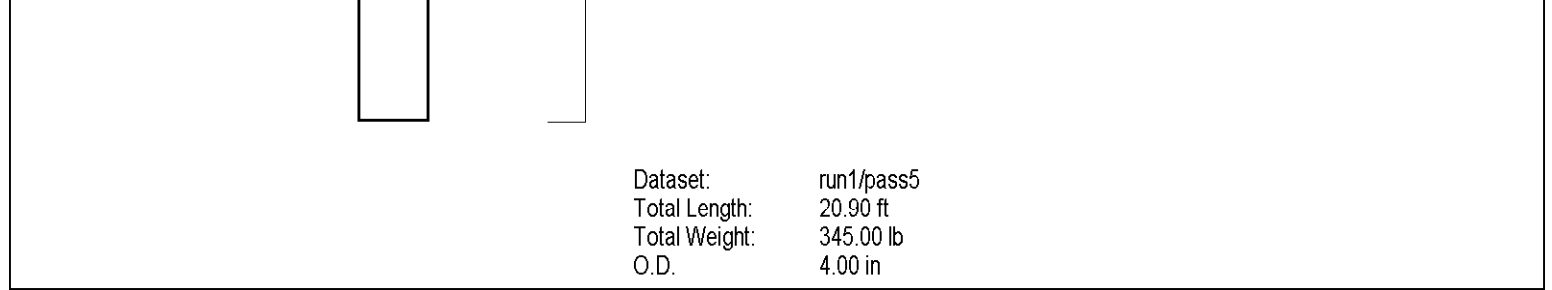 Dataset: run1/pass5
Total Length: 20.90 ft
Total Weight: 345.00 lb
O.D. 4.00 in